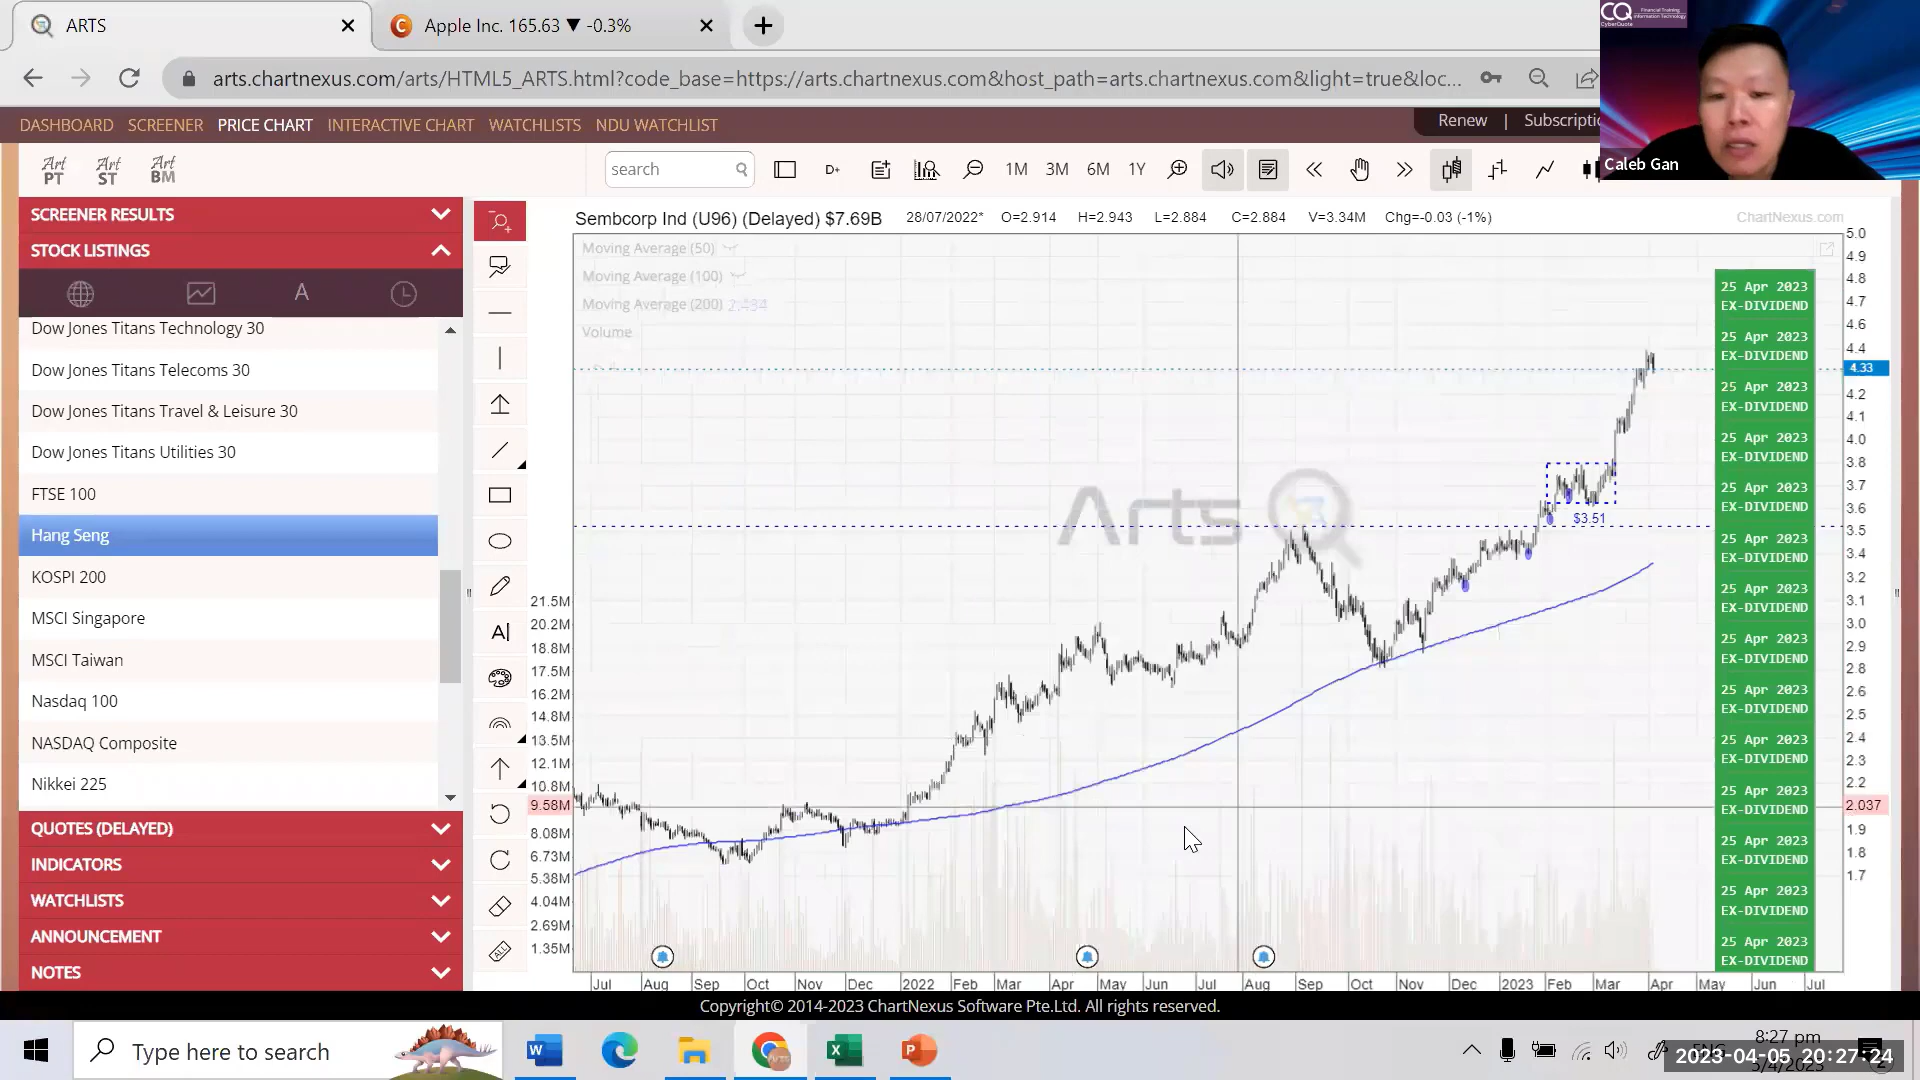 ARTS
Apple Inc. 165.63 ▼ -0.3%
arts.chartnexus.com/arts/HTML5_ARTS.html?code_base=https://arts.chartnexus.com&host_path=arts.chartnexus.com&light=true&loc...
CQ Financial Training
Information Technology
CyberQuote
Caleb Gan
DASHBOARD SCREENER PRICE CHART INTERACTIVE CHART WATCHLISTS NDU WATCHLIST
Renew | Subscriptio
Art PT
Art ST
Art BM
search
D+
1M 3M 6M 1Y
SCREENER RESULTS
STOCK LISTINGS
A
Dow Jones Titans Technology 30
Dow Jones Titans Telecoms 30
Dow Jones Titans Travel & Leisure 30
Dow Jones Titans Utilities 30
FTSE 100
Hang Seng
KOSPI 200
MSCI Singapore
MSCI Taiwan
Nasdaq 100
NASDAQ Composite
Nikkei 225
QUOTES (DELAYED)
INDICATORS
WATCHLISTS
ANNOUNCEMENT
NOTES
A|
ALL
Sembcorp Ind (U96) (Delayed) $7.69B 28/07/2022* O=2.914 H=2.943 L=2.884 C=2.884 V=3.34M Chg=-0.03 (-1%)
ChartNexus.com
Moving Average (50)
Moving Average (100)
Moving Average (200) 2.434
Volume
Arts
$3.51
21.5M
20.2M
18.8M
17.5M
16.2M
14.8M
13.5M
12.1M
10.8M
9.58M
8.08M
6.73M
5.38M
4.04M
2.69M
1.35M
25 Apr 2023
EX-DIVIDEND
25 Apr 2023
EX-DIVIDEND
25 Apr 2023
EX-DIVIDEND
25 Apr 2023
EX-DIVIDEND
25 Apr 2023
EX-DIVIDEND
25 Apr 2023
EX-DIVIDEND
25 Apr 2023
EX-DIVIDEND
25 Apr 2023
EX-DIVIDEND
25 Apr 2023
EX-DIVIDEND
25 Apr 2023
EX-DIVIDEND
25 Apr 2023
EX-DIVIDEND
25 Apr 2023
EX-DIVIDEND
25 Apr 2023
EX-DIVIDEND
25 Apr 2023
EX-DIVIDEND
5.0
4.9
4.8
4.7
4.6
4.4
4.33
4.2
4.1
4.0
3.8
3.7
3.6
3.5
3.4
3.2
3.1
3.0
2.9
2.8
2.6
2.5
2.4
2.3
2.2
2.037
1.9
1.8
1.7
Jul Aug Sep Oct Nov Dec 2022 Feb Mar Apr May Jun Jul Aug Sep Oct Nov Dec 2023 Feb Mar Apr May Jun Jul
Copyright© 2014-2023 ChartNexus Software Pte.Ltd. All rights reserved.
Type here to search
8:27 pm
2023-04-05 20:27:24